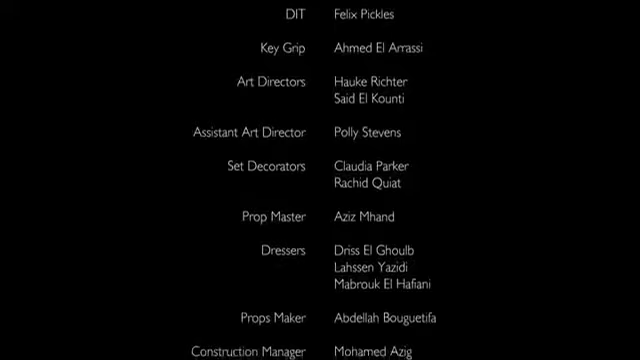 DIT Felix Pickles
Key Grip Ahmed El Arrassi
Art Directors Hauke Richter
Said El Kounti
Assistant Art Director Polly Stevens
Set Decorators Claudia Parker
Rachid Quiat
Prop Master Aziz Mhand
Dressers Driss El Ghoulb
Lahssen Yazidi
Mabrouk El Hafiani
Props Maker Abdellah Bouguetifa
Construction Manager Mohamed Azig